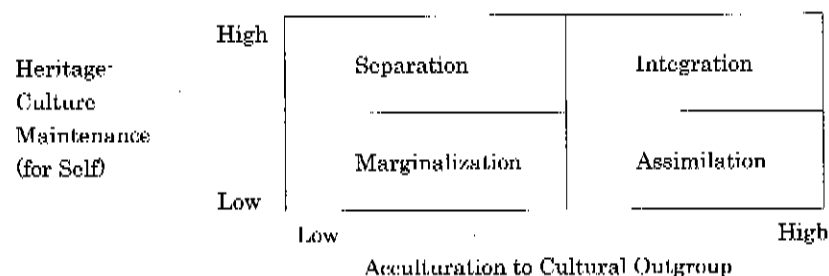 High
Heritage-
Culture
Maintenance
(for Self)
Separation Integration
Marginalization Assimilation
Low
Low High
Acculturation to Cultural Outgroup